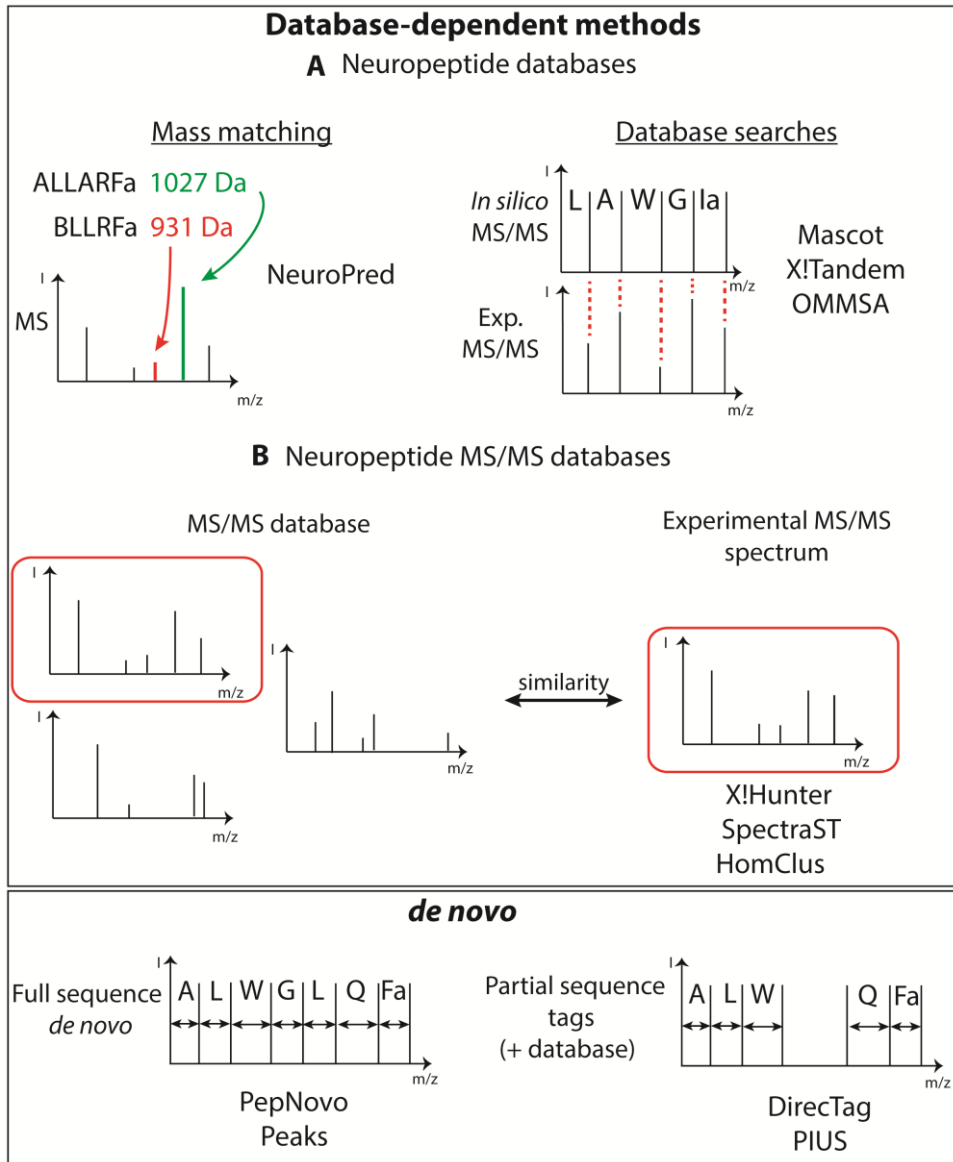 Database-dependent methods
A Neuropeptide databases
Mass matching
ALLARFa 1027 Da
BLLRFa 931 Da
NeuroPred
I
MS
m/z
Database searches
I
In silico
MS/MS
L A W G Ia
m/z
I
Exp.
MS/MS
m/z
Mascot
X!Tandem
OMMSA
B Neuropeptide MS/MS databases
MS/MS database
I
m/z
I
m/z
I
m/z
similarity
Experimental MS/MS
spectrum
I
m/z
X!Hunter
SpectraST
HomClus
de novo
Full sequence
de novo
I
A L W G L Q Fa
m/z
PepNovo
Peaks
Partial sequence
tags
(+ database)
I
A L W Q Fa
m/z
DirecTag
PIUS